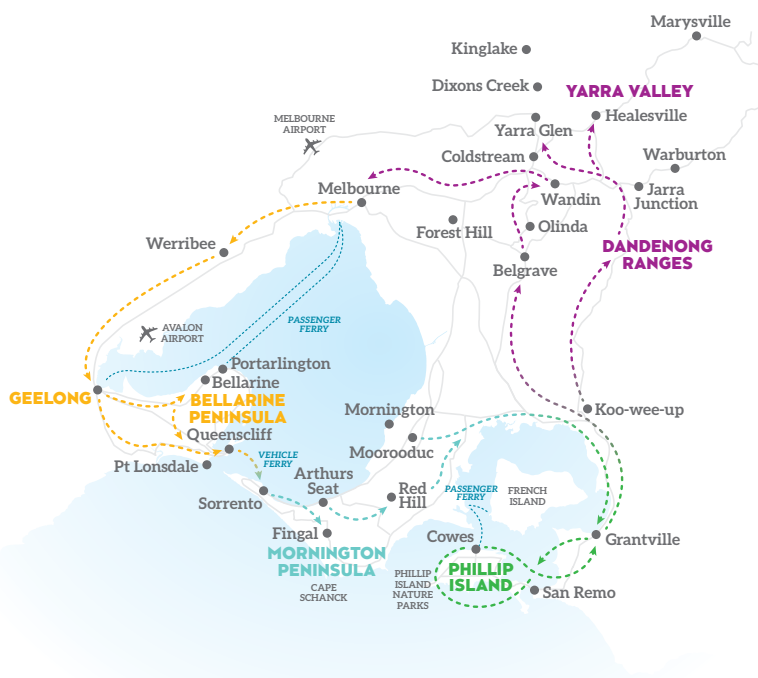 Marysville
Kinglake
Dixons Creek
YARRA VALLEY
MELBOURNE
AIRPORT
Healesville
Yarra Glen
Coldstream
Warburton
Melbourne
Wandin
Jarra
Junction
Forest Hill
Olinda
Werribee
DANDENONG
RANGES
Belgrave
PASSENGER
FERRY
AVALON
AIRPORT
Portarlington
Bellarine
GEELONG
BELLARINE
PENINSULA
Mornington
Koo-wee-up
Queenscliff
Moorooduc
Pt Lonsdale
VEHICLE
FERRY
Arthurs
Seat
Sorrento
Red
Hill
PASSENGER
FERRY
FRENCH
ISLAND
Fingal
Cowes
Grantville
MORNINGTON
PENINSULA
PHILLIP
ISLAND
CAPE
SCHANCK
PHILLIP
ISLAND
NATURE
PARKS
San Remo